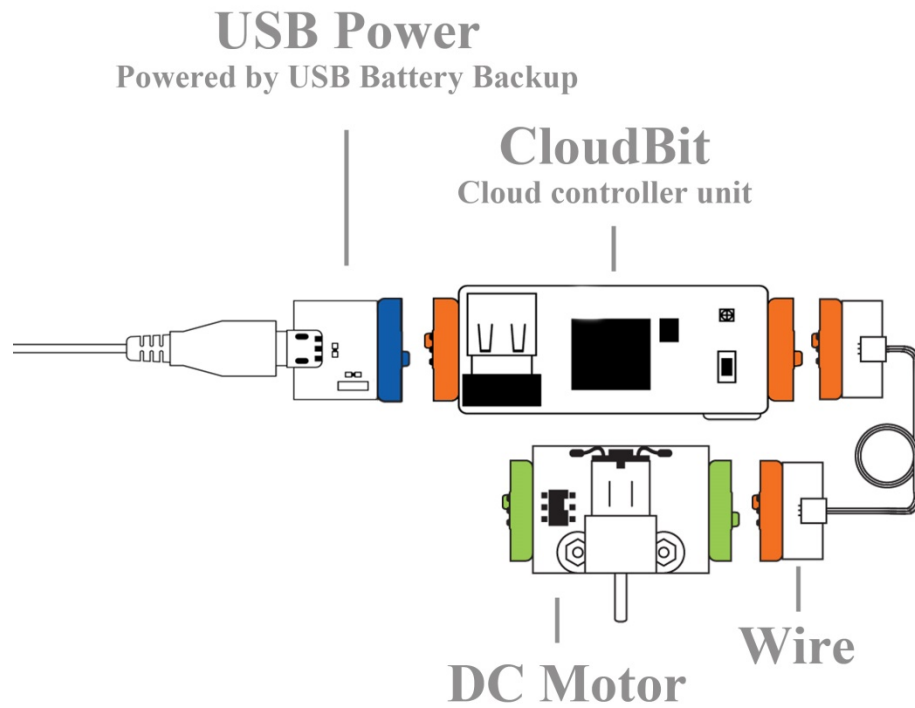 USB Power
Powered by USB Battery Backup
CloudBit
Cloud controller unit
Wire
DC Motor